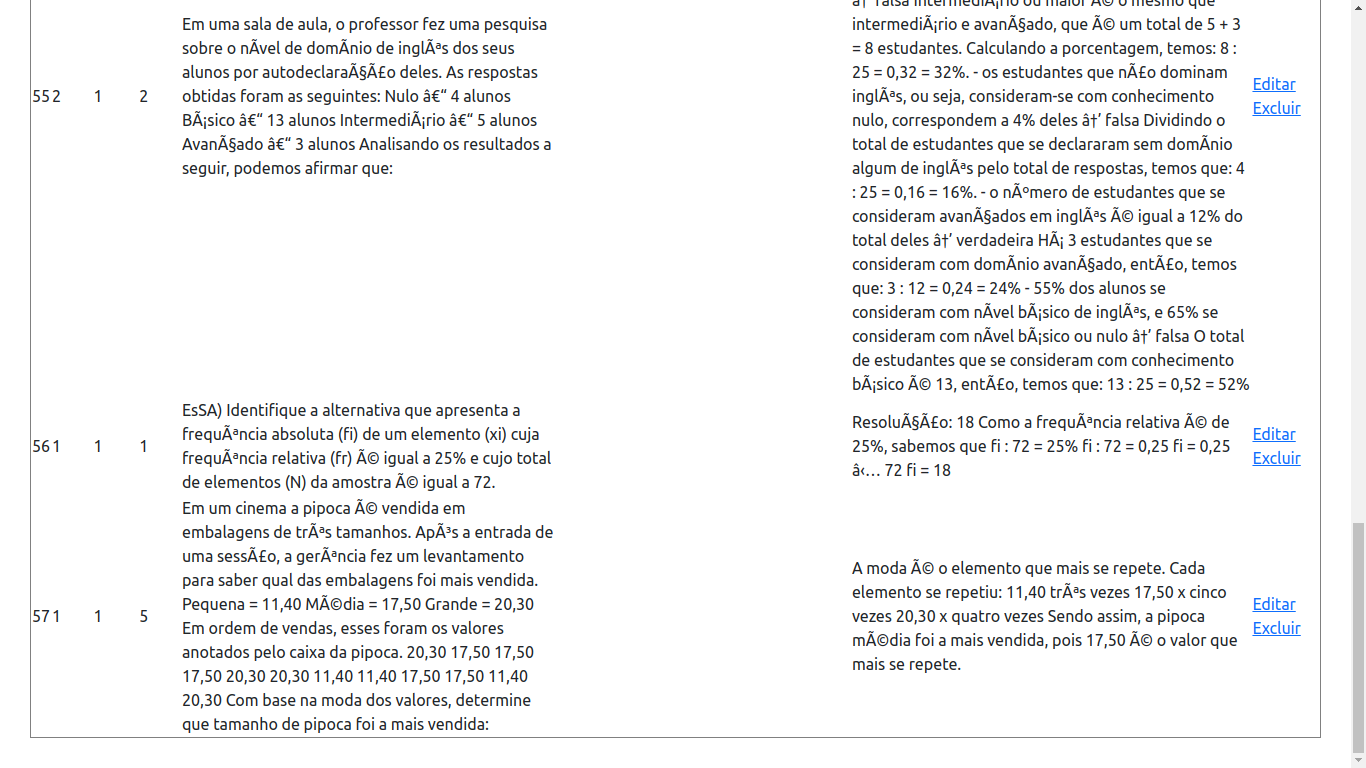 â†’ falsa Intermediário ou maior Ã© o mesmo que
55 2 1 2
Em uma sala de aula, o professor fez uma pesquisa
sobre o nÃvel de domÃnio de inglÃªs dos seus
alunos por autodeclaraÃ§Ã£o deles. As respostas
obtidas foram as seguintes: Nulo â€“ 4 alunos
BÃ¡sico â€“ 13 alunos IntermediÃ¡rio â€“ 5 alunos
AvanÃ§ado â€“ 3 alunos Analisando os resultados a
seguir, podemos afirmar que:
intermediÃ¡rio e avanÃ§ado, que Ã© um total de 5 + 3
= 8 estudantes. Calculando a porcentagem, temos: 8 :
25 = 0,32 = 32%. - os estudantes que nÃ£o dominam
inglÃªs, ou seja, consideram-se com conhecimento
nulo, correspondem a 4% deles â†’ falsa Dividindo o
total de estudantes que se declararam sem domÃnio
algum de inglÃªs pelo total de respostas, temos que: 4
: 25 = 0,16 = 16%. - o nÃºmero de estudantes que se
consideram avanÃ§ados em inglÃªs Ã© igual a 12% do
total deles â†’ verdadeira HÃ¡ 3 estudantes que se
consideram com domÃnio avanÃ§ado, entÃ£o, temos
que: 3 : 12 = 0,24 = 24% - 55% dos alunos se
consideram com nÃvel bÃ¡sico de inglÃªs, e 65% se
consideram com nÃvel bÃ¡sico ou nulo â†’ falsa O total
de estudantes que se consideram com conhecimento
bÃ¡sico Ã© 13, entÃ£o, temos que: 13 : 25 = 0,52 = 52%
Editar
Excluir
56 1 1 1
EsSA) Identifique a alternativa que apresenta a
frequÃªncia absoluta (fi) de um elemento (xi) cuja
frequÃªncia relativa (fr) Ã© igual a 25% e cujo total
de elementos (N) da amostra Ã© igual a 72.
ResoluÃ§Ã£o: 18 Como a frequÃªncia relativa Ã© de
25%, sabemos que fi : 72 = 25% fi : 72 = 0,25 fi = 0,25
â‹… 72 fi = 18
Editar
Excluir
57 1 1 5
Em um cinema a pipoca Ã© vendida em
embalagens de trÃªs tamanhos. ApÃ³s a entrada de
uma sessÃ£o, a gerÃªncia fez um levantamento
para saber qual das embalagens foi mais vendida.
Pequena = 11,40 MÃ©dia = 17,50 Grande = 20,30
Em ordem de vendas, esses foram os valores
anotados pelo caixa da pipoca. 20,30 17,50 17,50
17,50 20,30 20,30 11,40 11,40 17,50 17,50 11,40
20,30 Com base na moda dos valores, determine
que tamanho de pipoca foi a mais vendida:
A moda Ã© o elemento que mais se repete. Cada
elemento se repetiu: 11,40 trÃªs vezes 17,50 x cinco
vezes 20,30 x quatro vezes Sendo assim, a pipoca
mÃ©dia foi a mais vendida, pois 17,50 Ã© o valor que
mais se repete.
Editar
Excluir